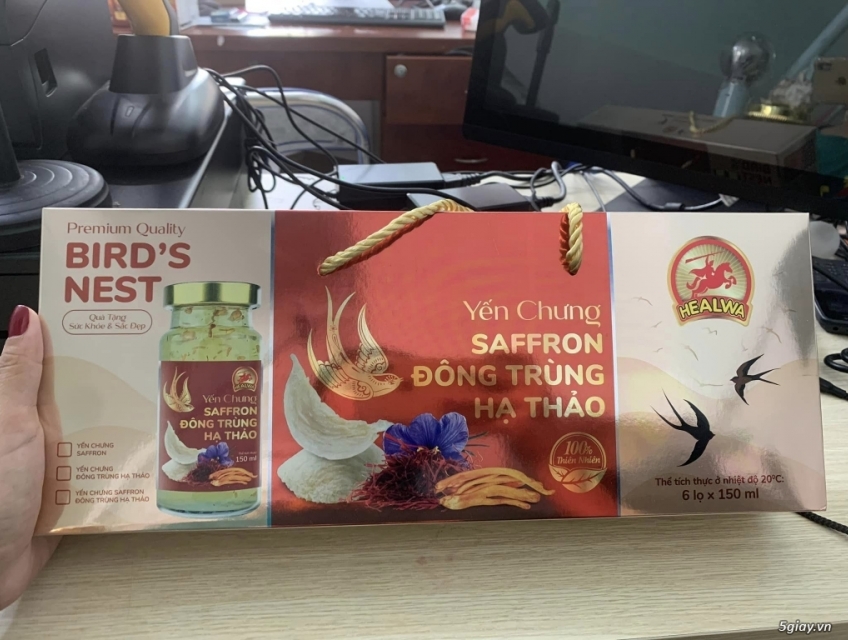 Premium Quality
BIRD'S
NEST
Quà Tặng
Sức Khỏe & Sắc Đẹp
HEALWA
Yến Chưng
SAFFRON
ĐÔNG TRÙNG
HẠ THẢO
150 ml
YẾN CHƯNG
SAFFRON
YẾN CHƯNG
ĐÔNG TRÙNG HẠ THẢO
YẾN CHƯNG SAFFRON
ĐÔNG TRÙNG HẠ THẢO
Yến Chưng
SAFFRON
ĐÔNG TRÙNG
HẠ THẢO
100%
Thiên Nhiên
HEALWA
Thể tích thực ở nhiệt độ 20ºC:
6 lọ x 150 ml
5giay.vn